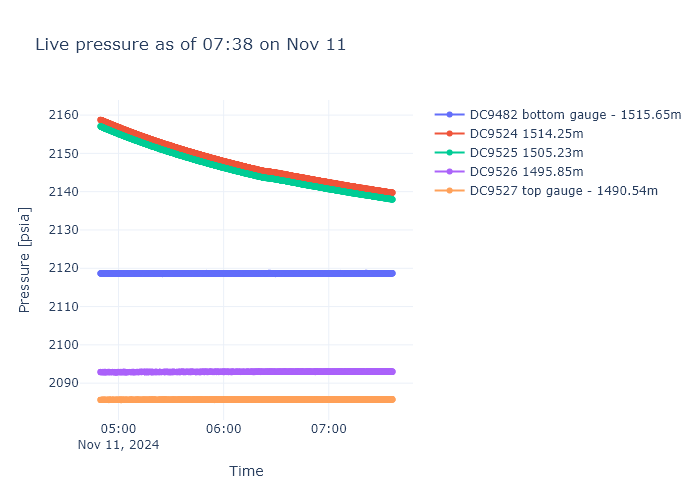 Live pressure as of 07:38 on Nov 11
DC9482 bottom gauge - 1515.65m
DC9524 1514.25m
DC9525 1505.23m
DC9526 1495.85m
DC9527 top gauge - 1490.54m
Pressure [psia]
2160
2150
2140
2130
2120
2110
2100
2090
05:00
06:00
07:00
Nov 11, 2024
Time